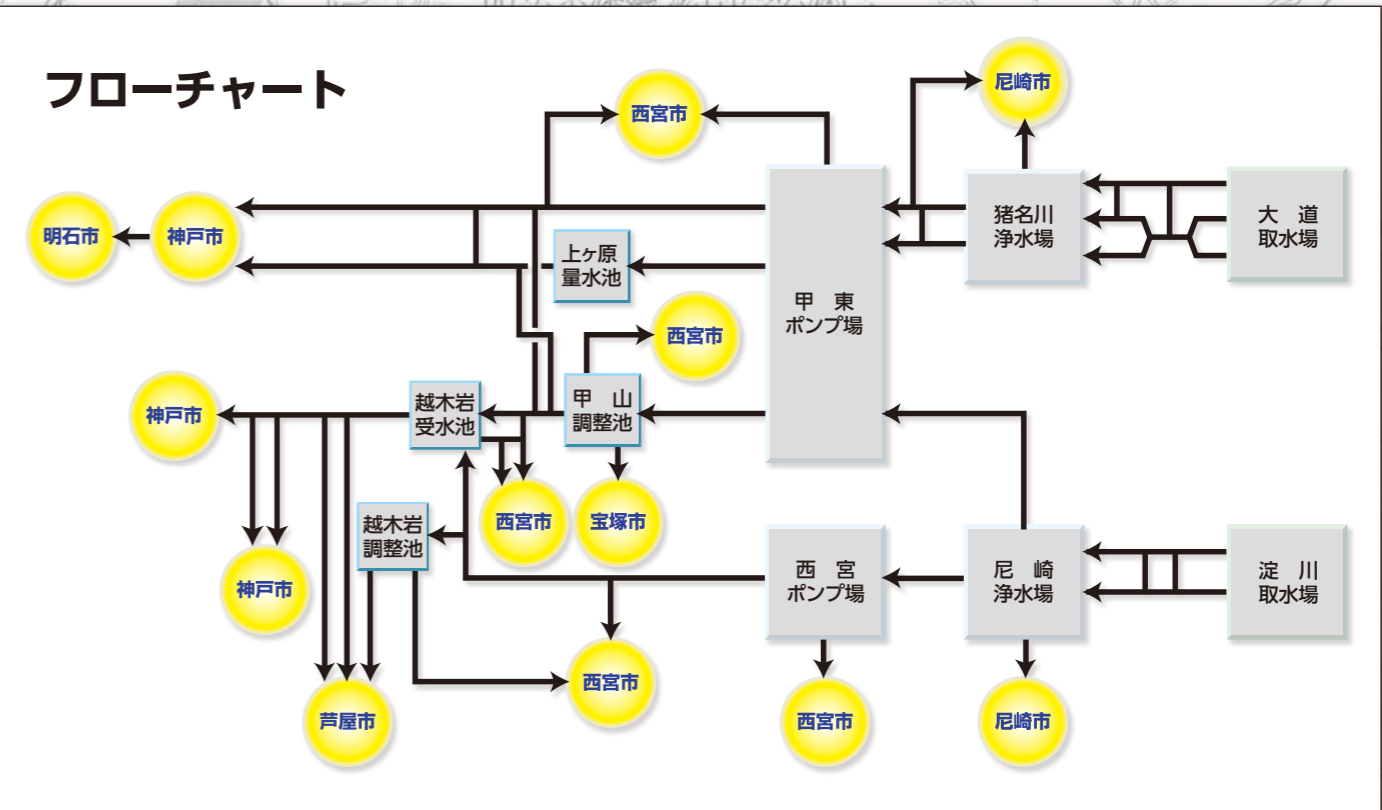 フローチャート
西宮市
尼崎市
明石市
神戸市
上ヶ原
量水池
甲 東
ポンプ場
猪名川
浄水場
大 道
取水場
西宮市
神戸市
越木岩
受水池
甲 山
調整池
西宮市
宝塚市
越木岩
調整池
神戸市
西 宮
ポンプ場
尼 崎
浄水場
淀 川
取水場
芦屋市
西宮市
西宮市
尼崎市